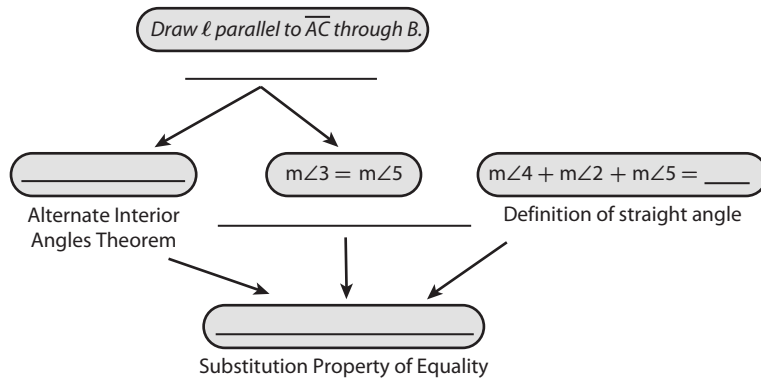 Draw ℓ parallel to AC through B.
m∠3 = m∠5
m∠4 + m∠2 + m∠5 = ____
Alternate Interior
Angles Theorem
Definition of straight angle
Substitution Property of Equality